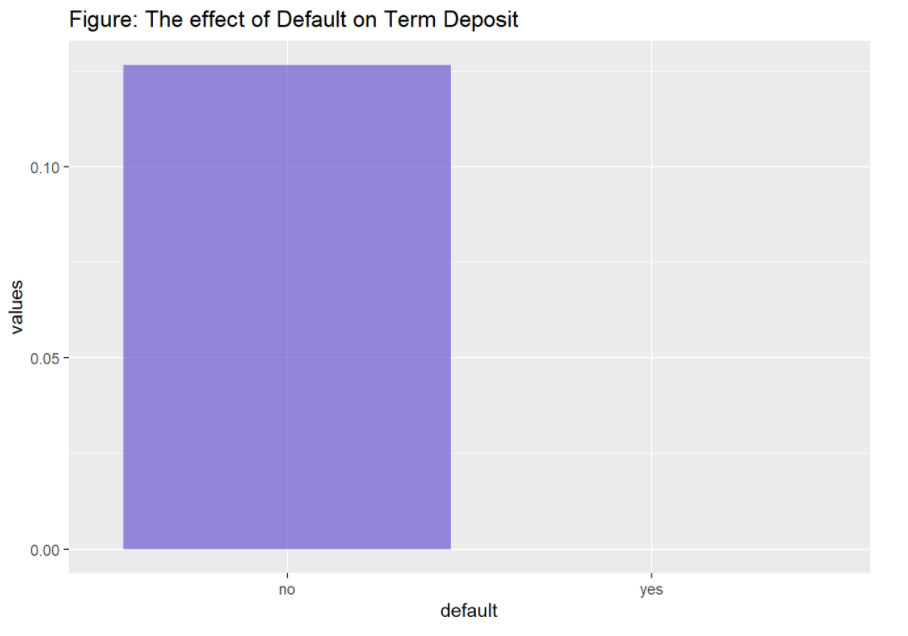 Figure: The effect of Default on Term Deposit
values
0.10
0.05
0.00
no
yes
default